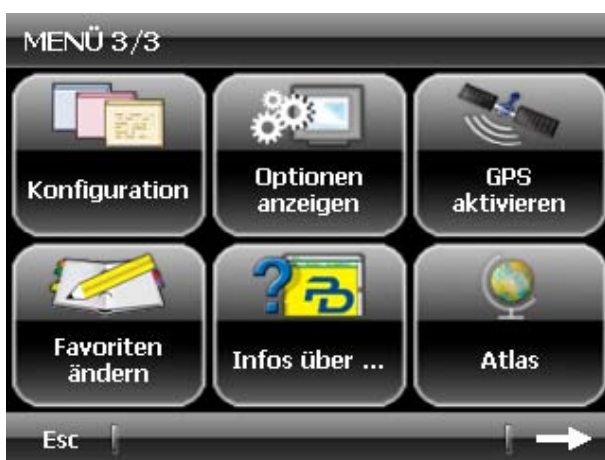 MENÜ 3/3
Konfiguration
Optionen
anzeigen
GPS
aktivieren
Favoriten
ändern
Infos über ...
Atlas
Esc